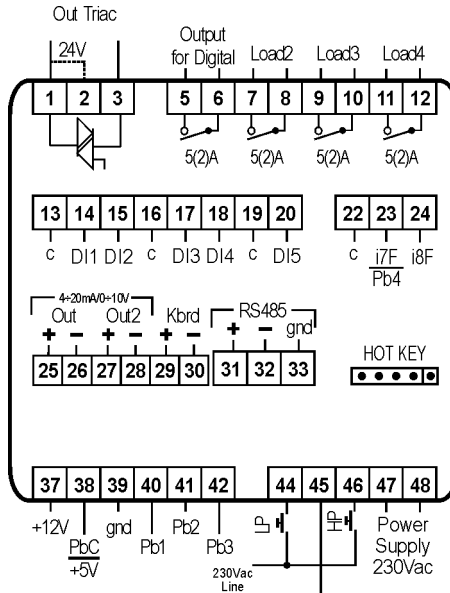 Out Triac
24V
Output for Digital
Load2
Load3
Load4
1 2 3
5 6 7 8 9 10 11 12
5(2)A 5(2)A 5(2)A 5(2)A
13 14 15 16 17 18 19 20
22 23 24
c DI1 DI2 c DI3 DI4 c DI5
c i7F i8F
Pb4
4÷20mA/0÷10V
Out Out2 Kbrd RS485
+ − + − + − + − gnd
25 26 27 28 29 30 31 32 33
HOT KEY
37 38 39 40 41 42
44 45 46 47 48
+12V PbC gnd Pb1 Pb2 Pb3
+5V
LP
HP
Power Supply 230Vac
230Vac Line